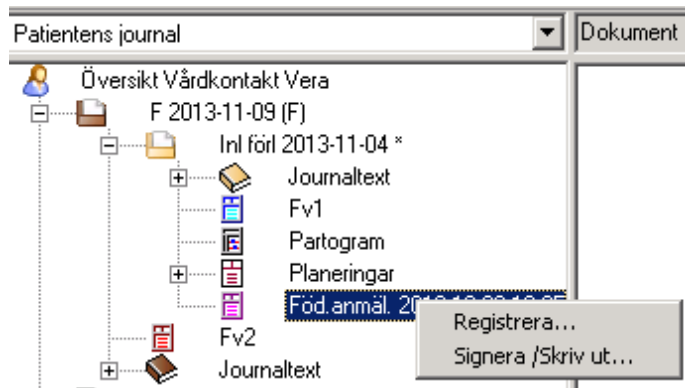 Patientens journal
Dokument
Översikt Vårdkontakt Vera
F 2013-11-09 (F)
Inl förl 2013-11-04 *
Journaltext
Fv1
Partogram
Planeringar
Föd.anmäl.
Registrera...
Signera /Skriv ut...
Fv2
Journaltext